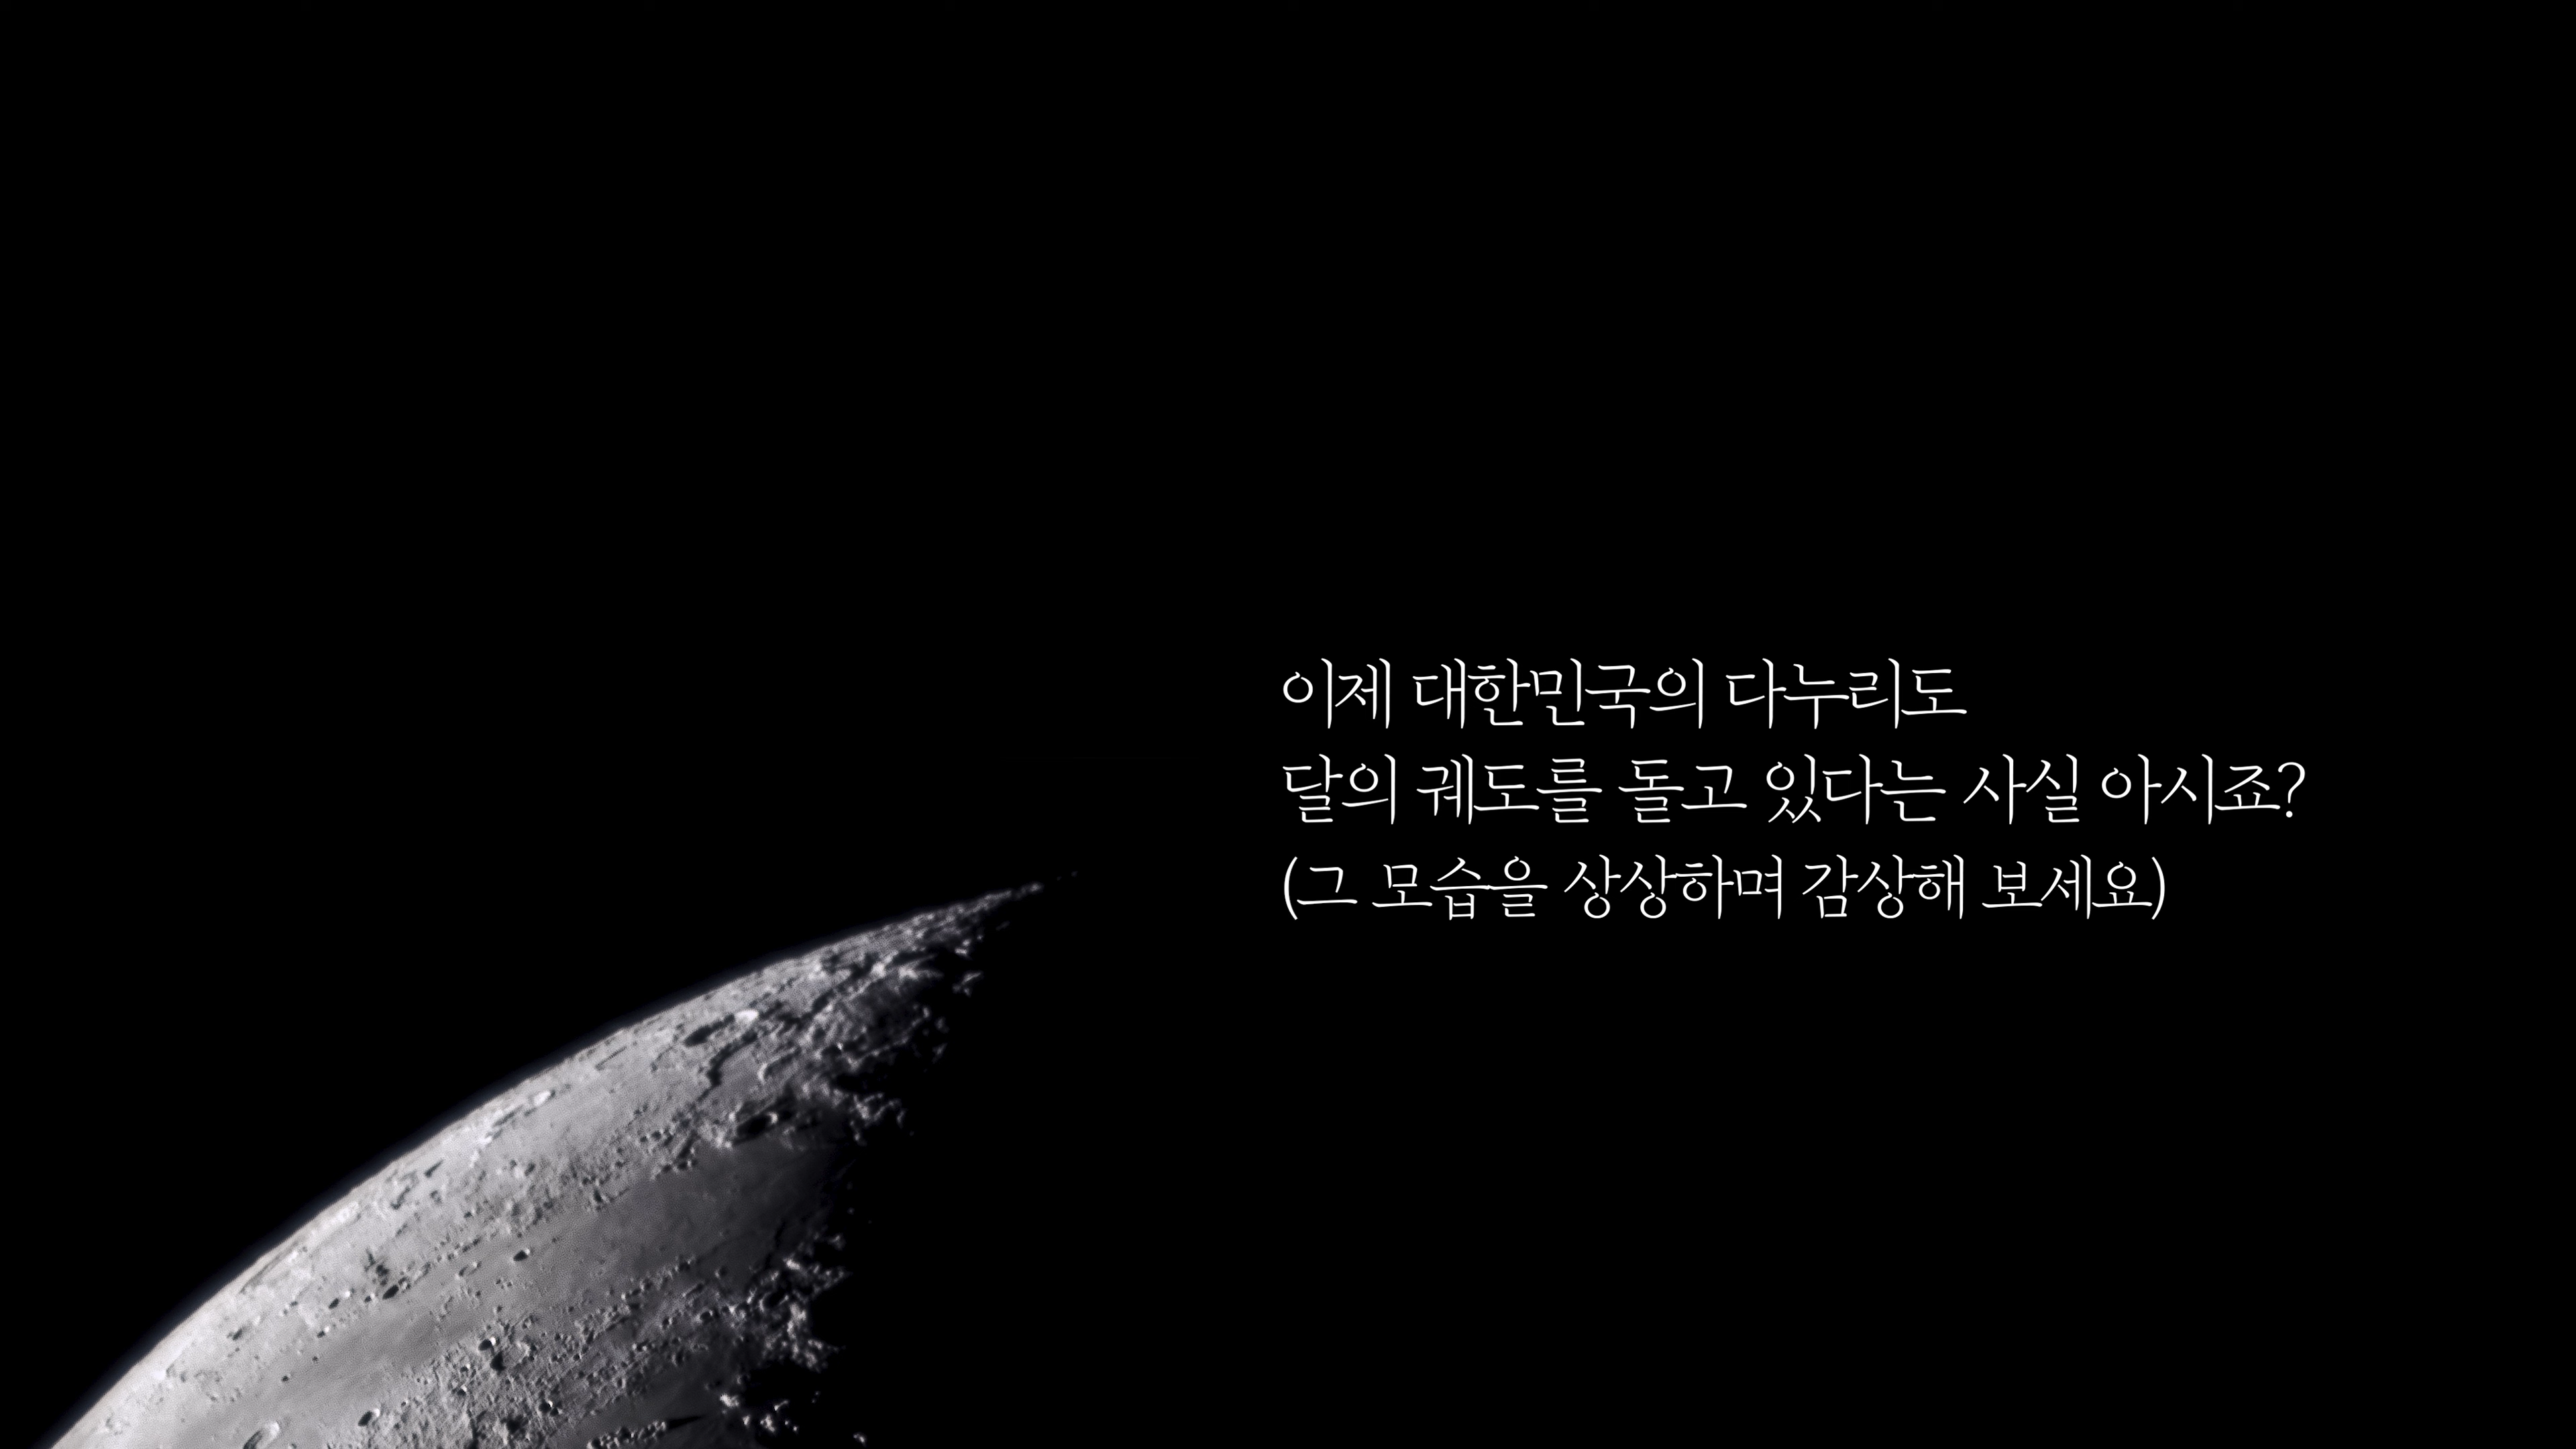 이제 대한민국의 다누리도
달의 궤도를 돌고 있다는 사실 아시죠?
(그 모습을 상상하며 감상해 보세요)